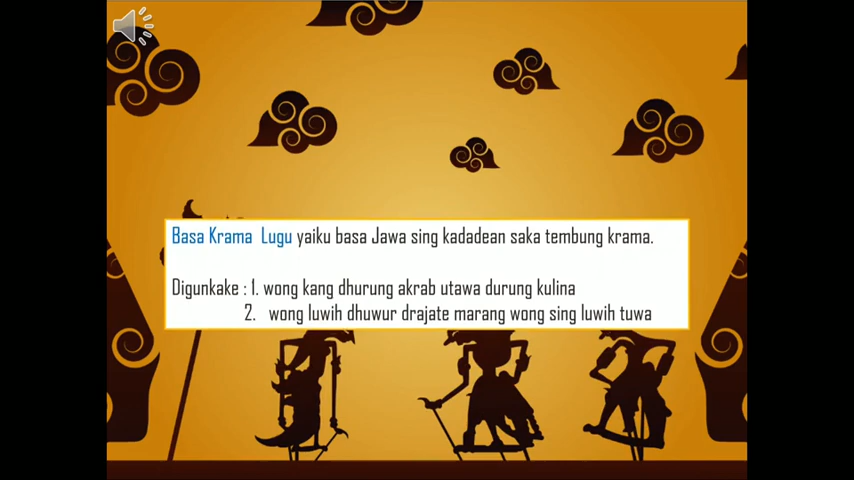 Basa Krama Lugu yaiku basa Jawa sing kadadean saka tembung krama.
Digunkake : 1. wong kang dhurung akrab utawa durung kulina
2. wong luwih dhuwur drajate marang wong sing luwih tuwa